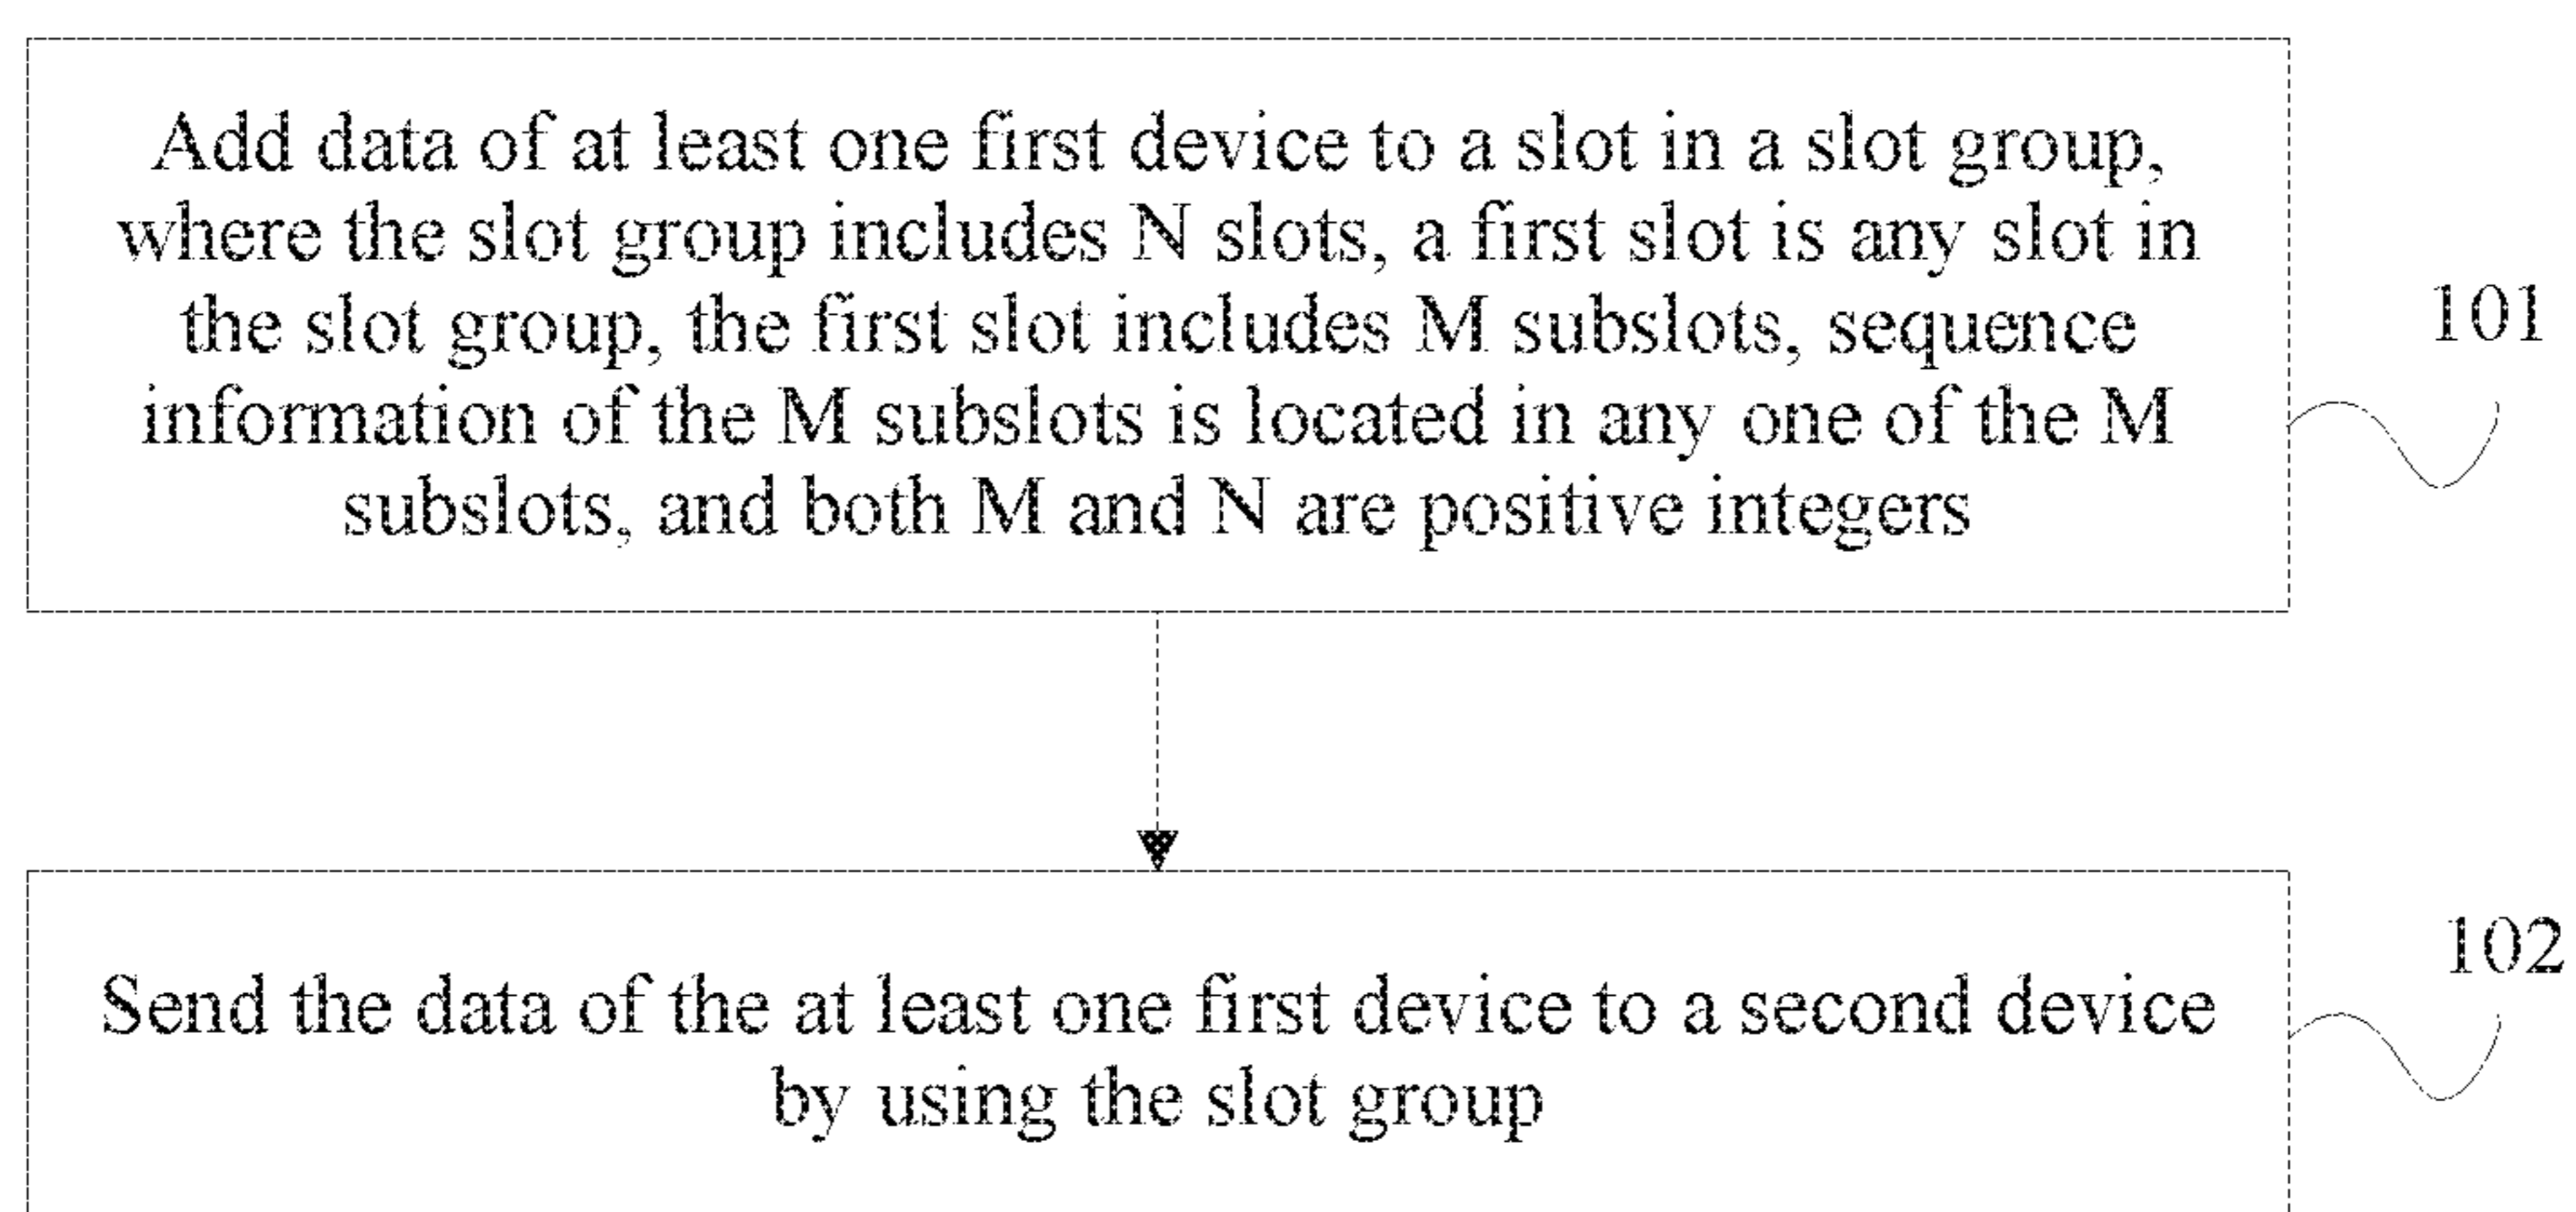 Add data of at least one first device to a slot in a slot group,
where the slot group includes N slots, a first slot is any slot in
the slot group, the first slot includes M subslots, sequence
information of the M subslots is located in any one of the M
subslots, and both M and N are positive integers
101
Send the data of the at least one first device to a second device
by using the slot group
102